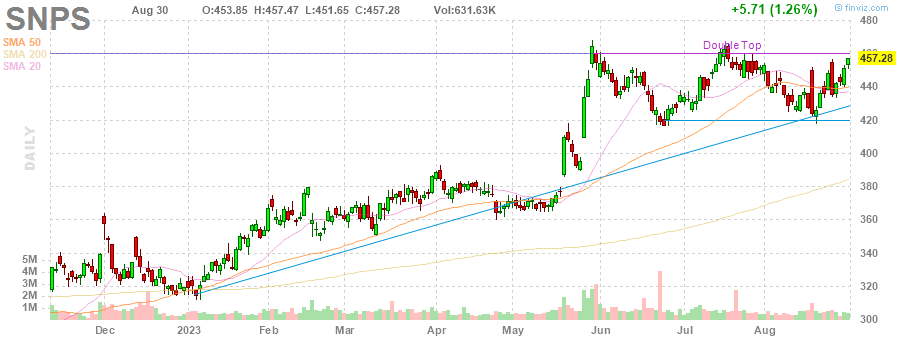 SNPS
Aug 30 O:453.85 H:457.47 L:451.65 C:457.28 Vol:631.63K +5.71 (1.26%)
finviz.com
SMA 50
SMA 200
SMA 20
Double Top
DAILY
480
457.28
440
420
400
380
360
340
320
300
5M
4M
3M
2M
1M
Dec 2023 Feb Mar Apr May Jun Jul Aug